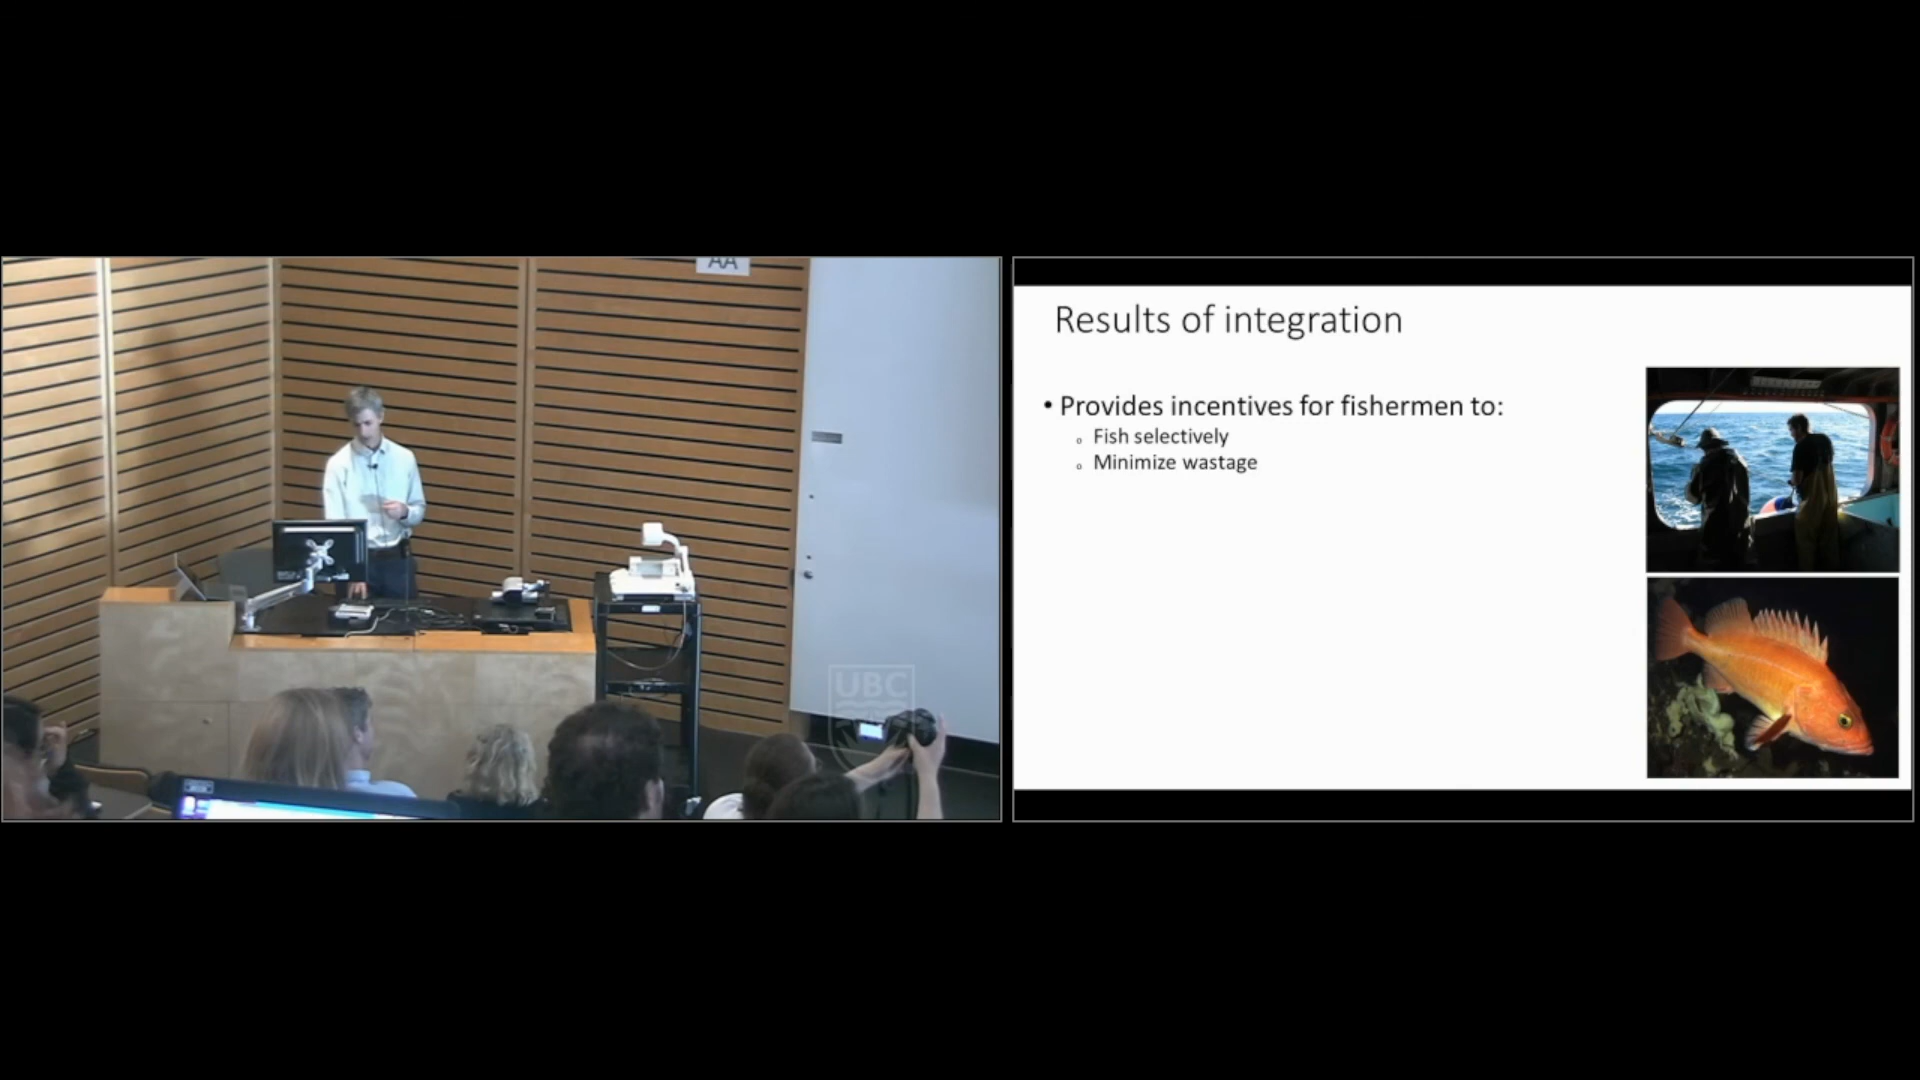 AA
UBC
Results of integration
• Provides incentives for fishermen to:
o Fish selectively
o Minimize wastage